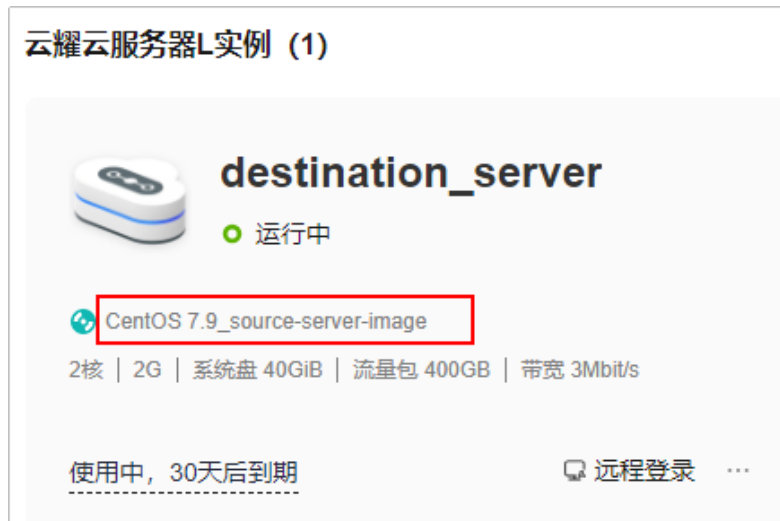 云耀云服务器L实例（1）
destination_server
运行中
CentOS 7.9_source-server-image
2核 | 2G | 系统盘 40GiB | 流量包 400GB | 带宽 3Mbit/s
使用中，30天后到期 远程登录 ···